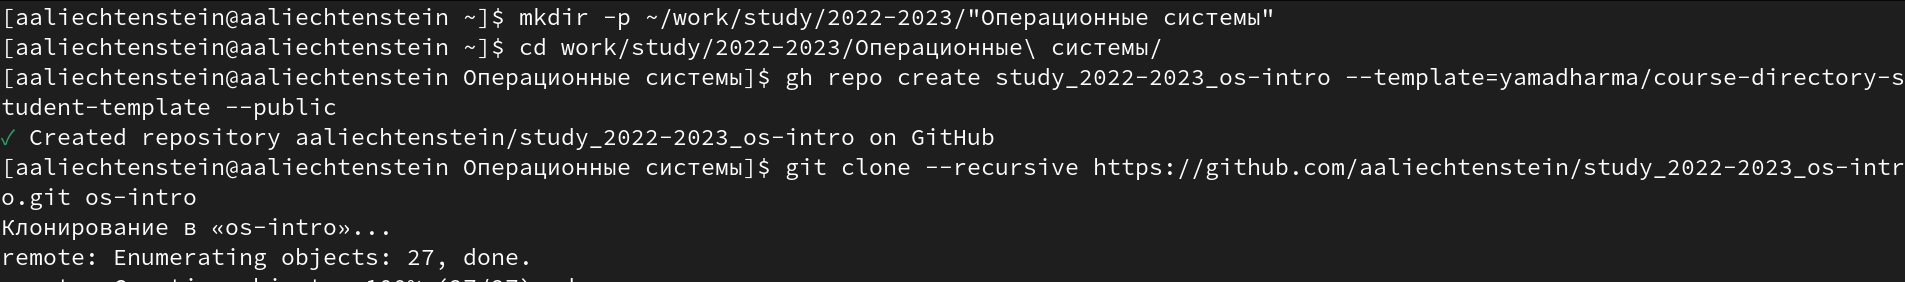 [aaliechtenstein@aaliechtenstein ~]$ mkdir -p ~/work/study/2022-2023/"Операционные системы"
[aaliechtenstein@aaliechtenstein ~]$ cd work/study/2022-2023/Операционные\ системы/
[aaliechtenstein@aaliechtenstein Операционные системы]$ gh repo create study_2022-2023_os-intro --template=yamadharma/course-directory-s
tudent-template --public
✓ Created repository aaliechtenstein/study_2022-2023_os-intro on GitHub
[aaliechtenstein@aaliechtenstein Операционные системы]$ git clone --recursive https://github.com/aaliechtenstein/study_2022-2023_os-intr
o.git os-intro
Клонирование в «os-intro»...
remote: Enumerating objects: 27, done.